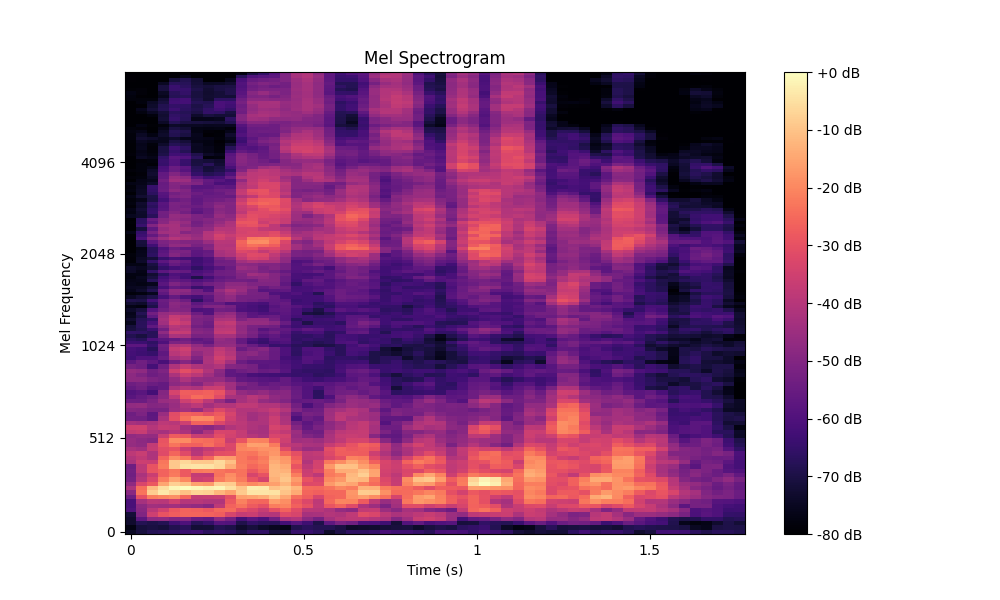 Mel Spectrogram
+0 dB
-10 dB
-20 dB
-30 dB
-40 dB
-50 dB
-60 dB
-70 dB
-80 dB
Mel Frequency
4096
2048
1024
512
0
0
0.5
1
1.5
Time (s)